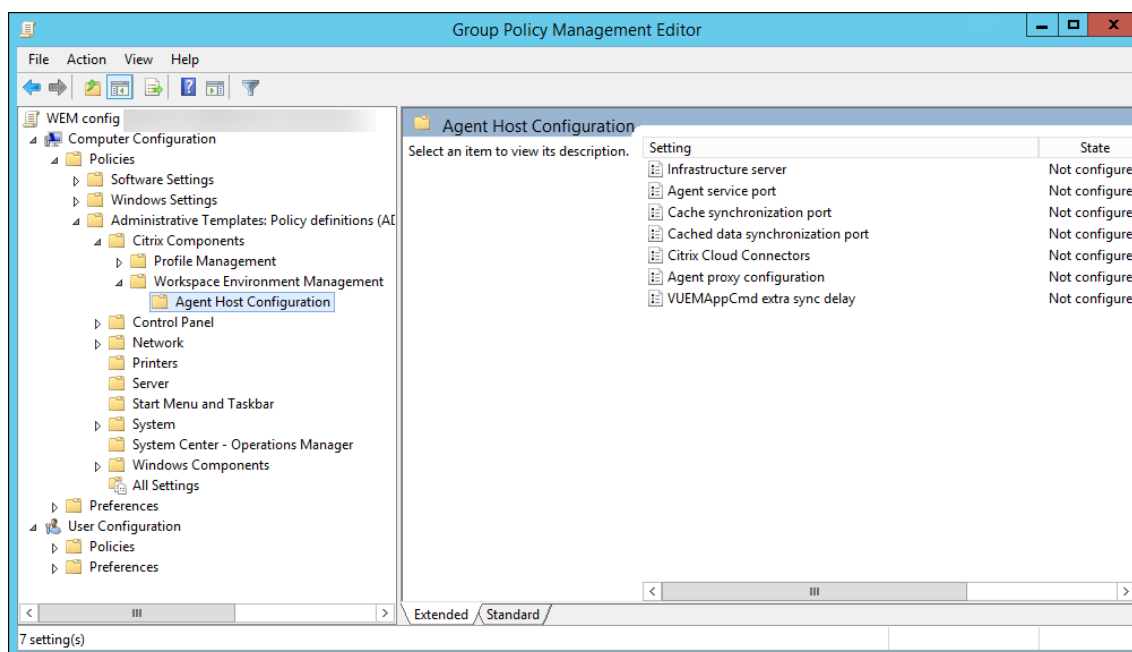 Group Policy Management Editor
File Action View Help
WEM config
Computer Configuration
Policies
Software Settings
Windows Settings
Administrative Templates: Policy definitions (AD
Citrix Components
Profile Management
Workspace Environment Management
Agent Host Configuration
Control Panel
Network
Printers
Server
Start Menu and Taskbar
System
System Center - Operations Manager
Windows Components
All Settings
Preferences
User Configuration
Policies
Preferences
Agent Host Configuration
Select an item to view its description.
Setting State
Infrastructure server Not configure
Agent service port Not configure
Cache synchronization port Not configure
Cached data synchronization port Not configure
Citrix Cloud Connectors Not configure
Agent proxy configuration Not configure
VUEMAppCmd extra sync delay Not configure
Extended Standard
7 setting(s)